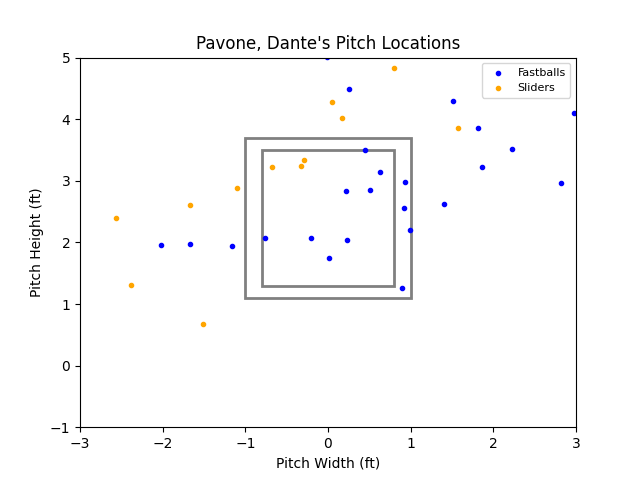 Pavone, Dante's Pitch Locations
Fastballs
Sliders
5
4
3
2
1
0
−1
Pitch Height (ft)
−3 −2 −1 0 1 2 3
Pitch Width (ft)